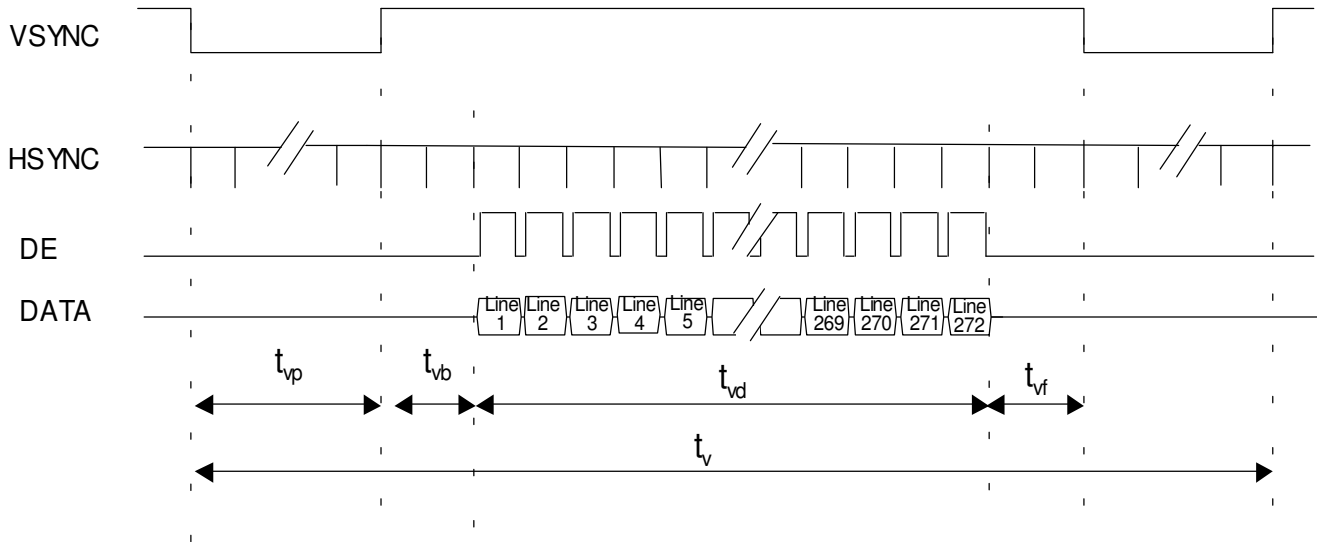 VSYNC
HSYNC
DE
DATA
Line 1
Line 2
Line 3
Line 4
Line 5
Line 269
Line 270
Line 271
Line 272
tvp
tvb
tvd
tvf
tv